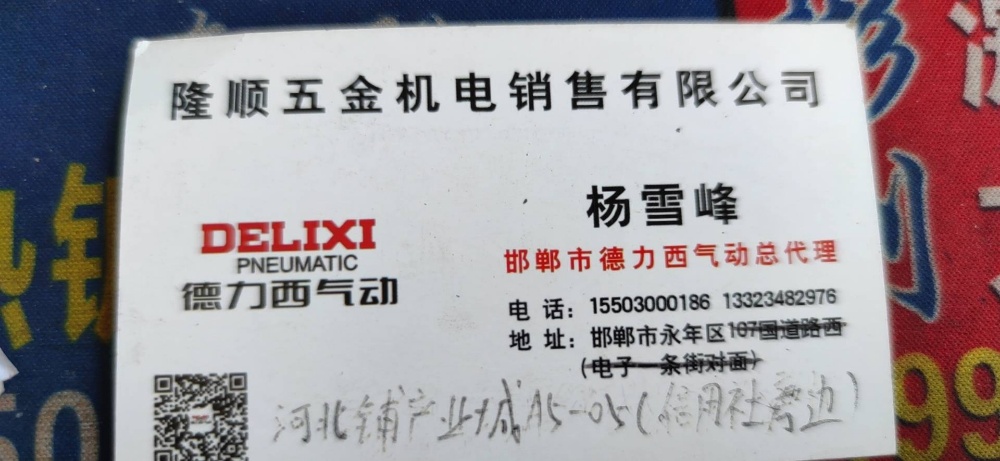 隆顺五金机电销售有限公司
杨雪峰
DELIXI
PNEUMATIC
德力西气动
邯郸市德力西气动总代理
电 话：15503000186 13323482976
地 址：邯郸市永年区107国道路西
(电子一条街对面)
河北铺产业城A5-05(信用社旁边)